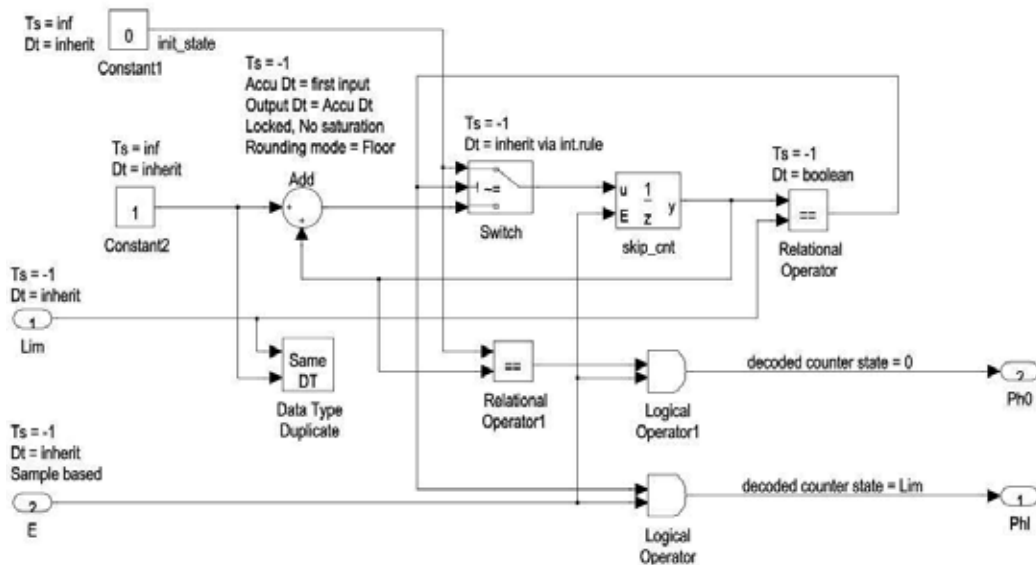 Ts = inf
Dt = inherit
0
init_state
Constant1
Ts = -1
Accu Dt = first input
Output Dt = Accu Dt
Locked, No saturation
Rounding mode = Floor
Add
Ts = inf
Dt = inherit
1
Constant2
+
+
Ts = -1
Dt = inherit via int.rule
~=
Switch
u
E
1
z
y
skip_cnt
Ts = -1
Dt = boolean
==
Relational
Operator
Ts = -1
Dt = inherit
1
Lim
Same
DT
Data Type
Duplicate
==
Relational
Operator1
Logical
Operator1
decoded counter state = 0
2
Ph0
Ts = -1
Dt = inherit
Sample based
2
E
Logical
Operator
decoded counter state = Lim
1